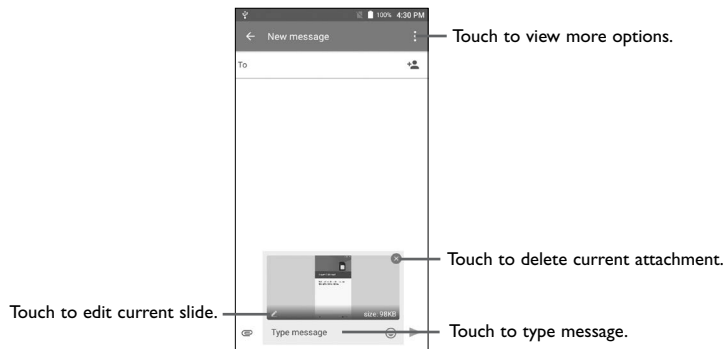 100% 4:30 PM
New message
Touch to view more options.
To
Touch to delete current attachment.
Touch to edit current slide.
size: 98KB
Type message
Touch to type message.